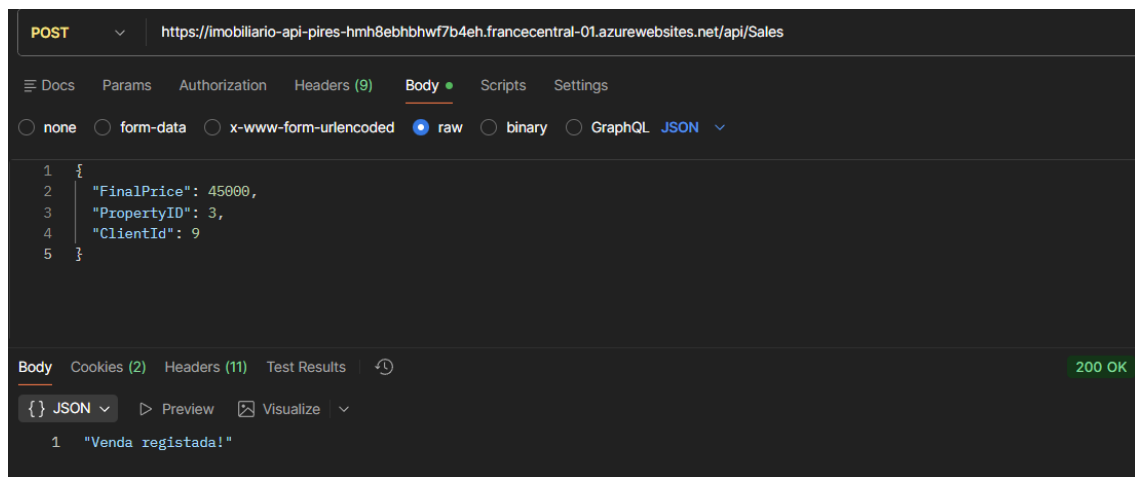 POST https://imobiliario-api-pires-hmh8ebhbhwf7b4eh.francecentral-01.azurewebsites.net/api/Sales
Docs Params Authorization Headers (9) Body Scripts Settings
none form-data x-www-form-urlencoded raw binary GraphQL JSON
1 {
2 "FinalPrice": 45000,
3 "PropertyID": 3,
4 "ClientId": 9
5 }
Body Cookies (2) Headers (11) Test Results 200 OK
{} JSON Preview Visualize
1 "Venda registada!"